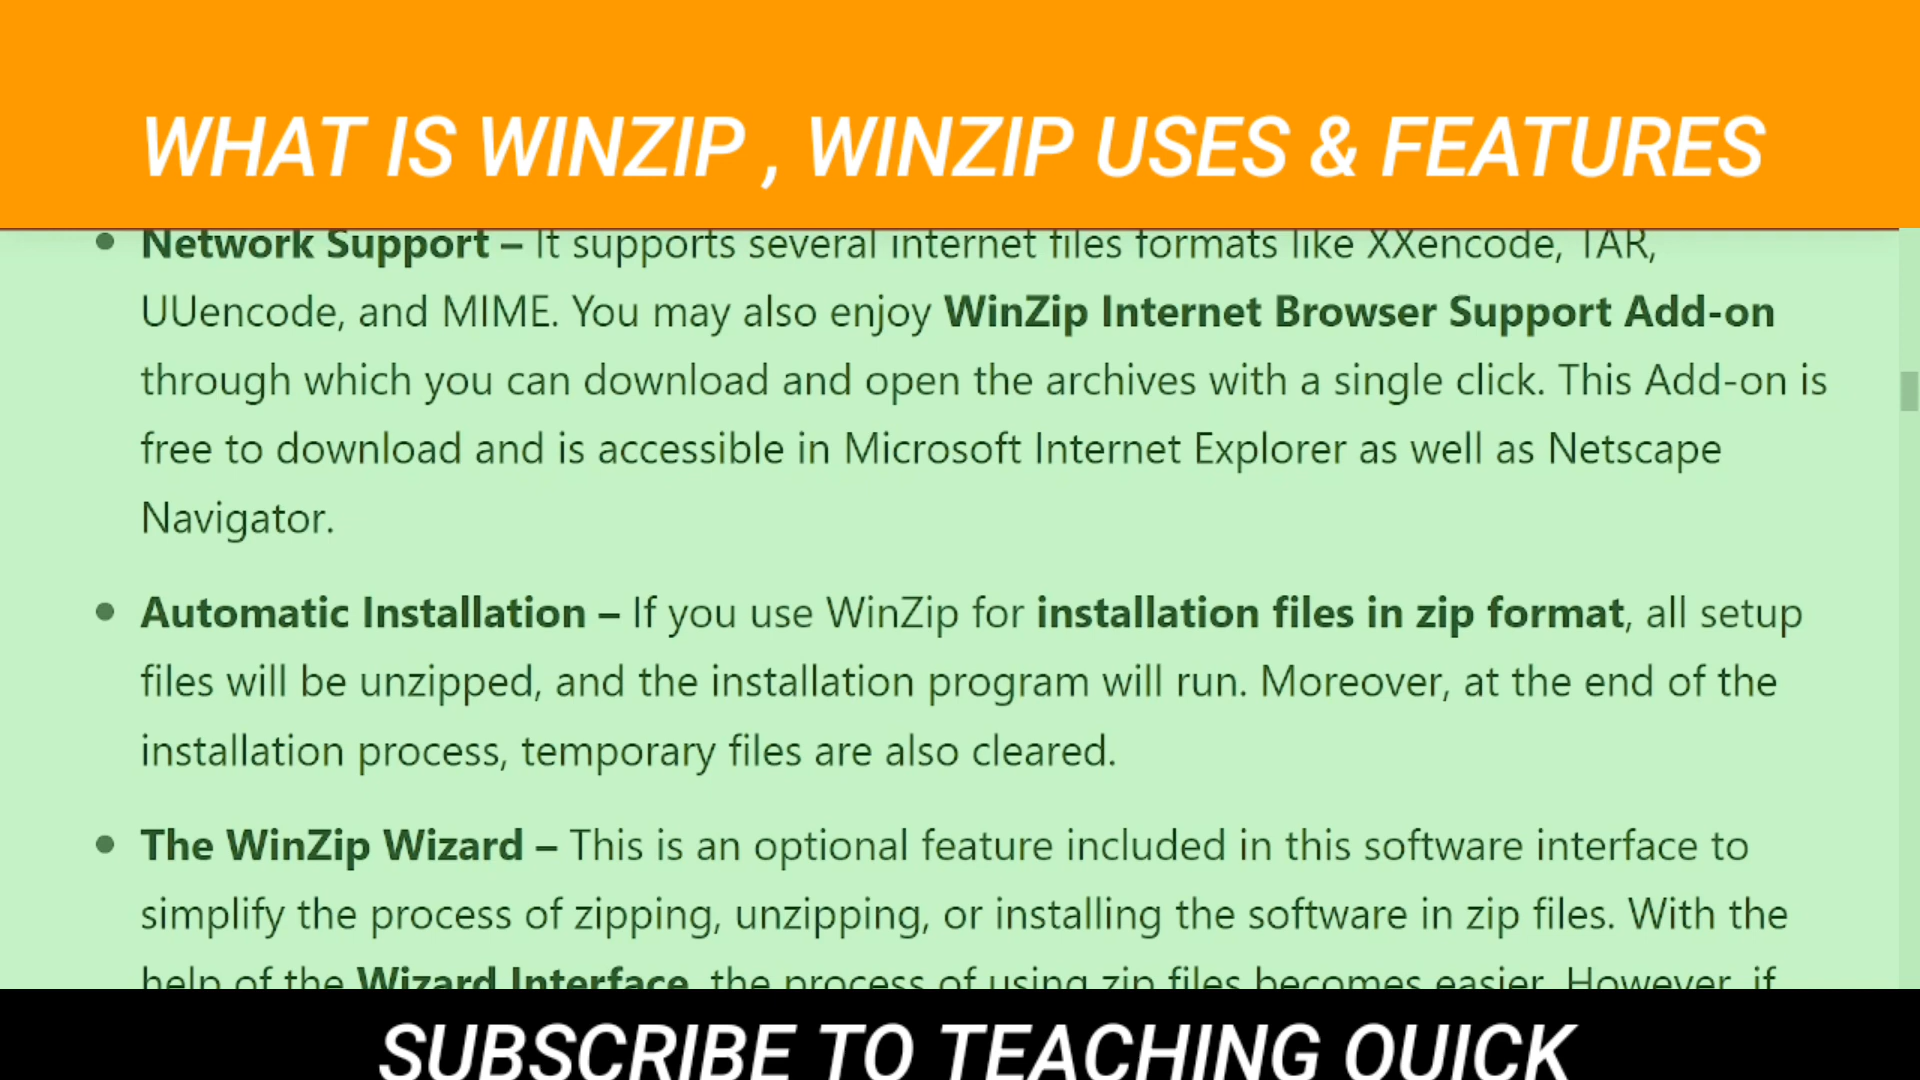 WHAT IS WINZIP , WINZIP USES & FEATURES
• Network Support – It supports several internet files formats like XXencode, TAR,
UUencode, and MIME. You may also enjoy WinZip Internet Browser Support Add-on
through which you can download and open the archives with a single click. This Add-on is
free to download and is accessible in Microsoft Internet Explorer as well as Netscape
Navigator.
• Automatic Installation – If you use WinZip for installation files in zip format, all setup
files will be unzipped, and the installation program will run. Moreover, at the end of the
installation process, temporary files are also cleared.
• The WinZip Wizard – This is an optional feature included in this software interface to
simplify the process of zipping, unzipping, or installing the software in zip files. With the
help of the Wizard Interface, the process of using zip files becomes easier. However, if
SUBSCRIBE TO TEACHING QUICK